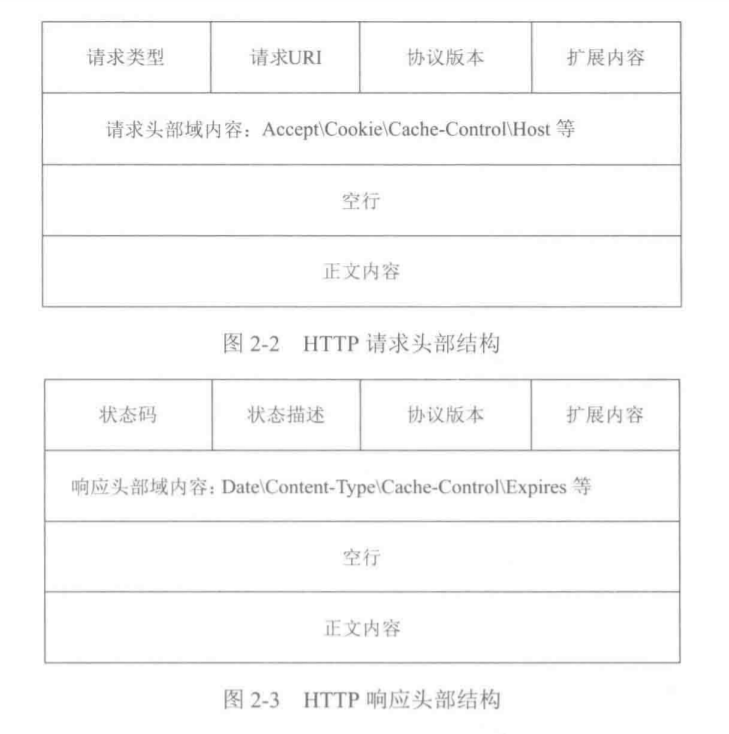 请求类型 请求URI 协议版本 扩展内容
请求头部域内容：Accept\Cookie\Cache-Control\Host 等
空行
正文内容
图 2-2 HTTP 请求头部结构
状态码 状态描述 协议版本 扩展内容
响应头部域内容：Date\Content-Type\Cache-Control\Expires 等
空行
正文内容
图 2-3 HTTP 响应头部结构